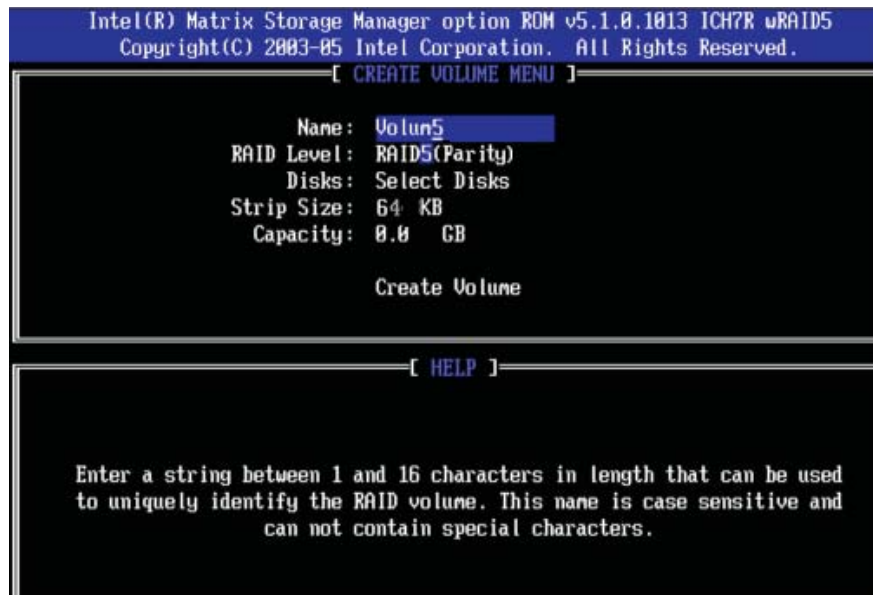 Intel(R) Matrix Storage Manager option ROM v5.1.0.1013 ICH7R wRAID5
Copyright(C) 2003-05 Intel Corporation. All Rights Reserved.
[ CREATE VOLUME MENU ]
Name: Volum5
RAID Level: RAID5(Parity)
Disks: Select Disks
Strip Size: 64 KB
Capacity: 0.0 GB
Create Volume
[ HELP ]
Enter a string between 1 and 16 characters in length that can be used
to uniquely identify the RAID volume. This name is case sensitive and
can not contain special characters.